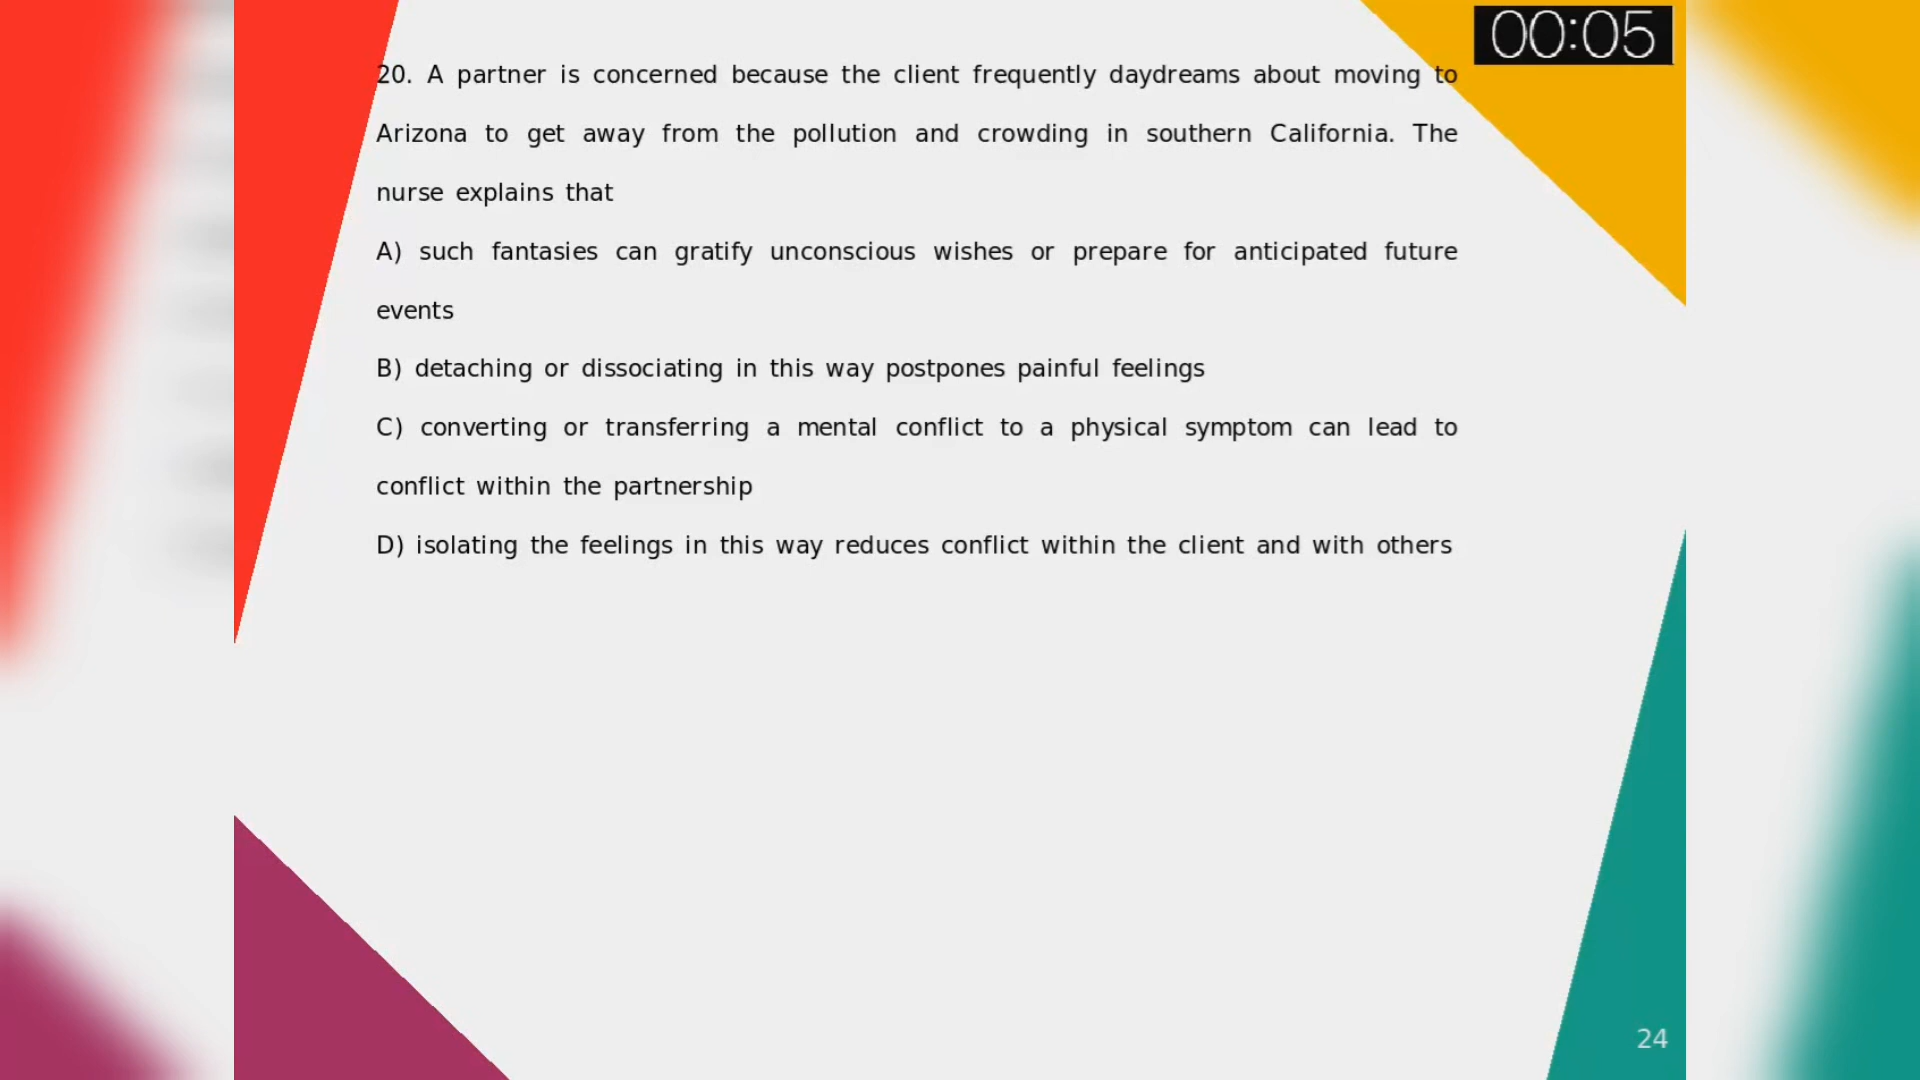 00:05
20. A partner is concerned because the client frequently daydreams about moving to
Arizona to get away from the pollution and crowding in southern California. The
nurse explains that
A) such fantasies can gratify unconscious wishes or prepare for anticipated future
events
B) detaching or dissociating in this way postpones painful feelings
C) converting or transferring a mental conflict to a physical symptom can lead to
conflict within the partnership
D) isolating the feelings in this way reduces conflict within the client and with others
24